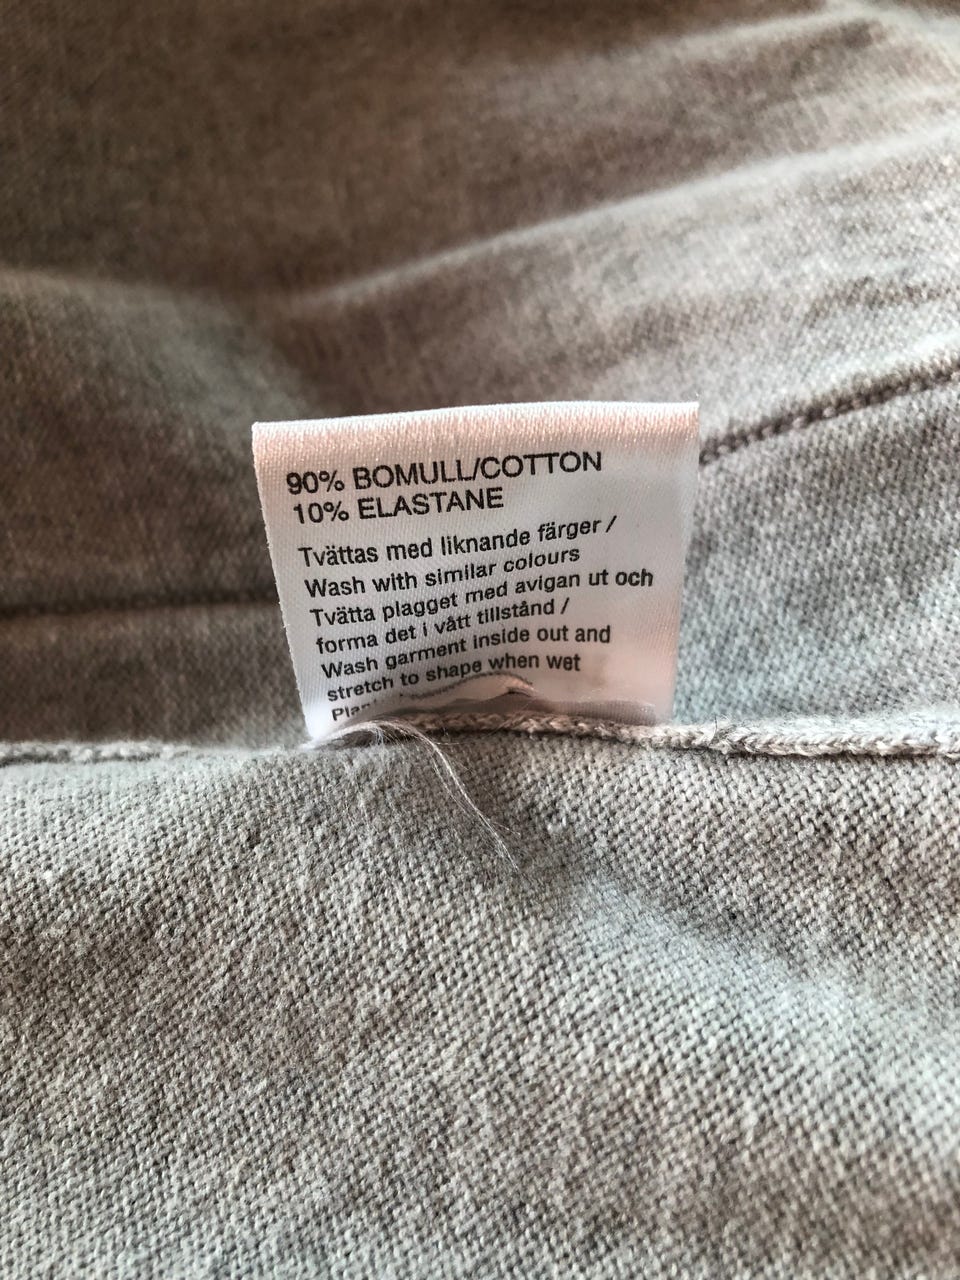 90% BOMULL/COTTON
10% ELASTANE
Tvättas med liknande färger /
Wash with similar colours
Tvätta plagget med avigan ut och
forma det i vått tillstånd /
Wash garment inside out and
stretch to shape when wet